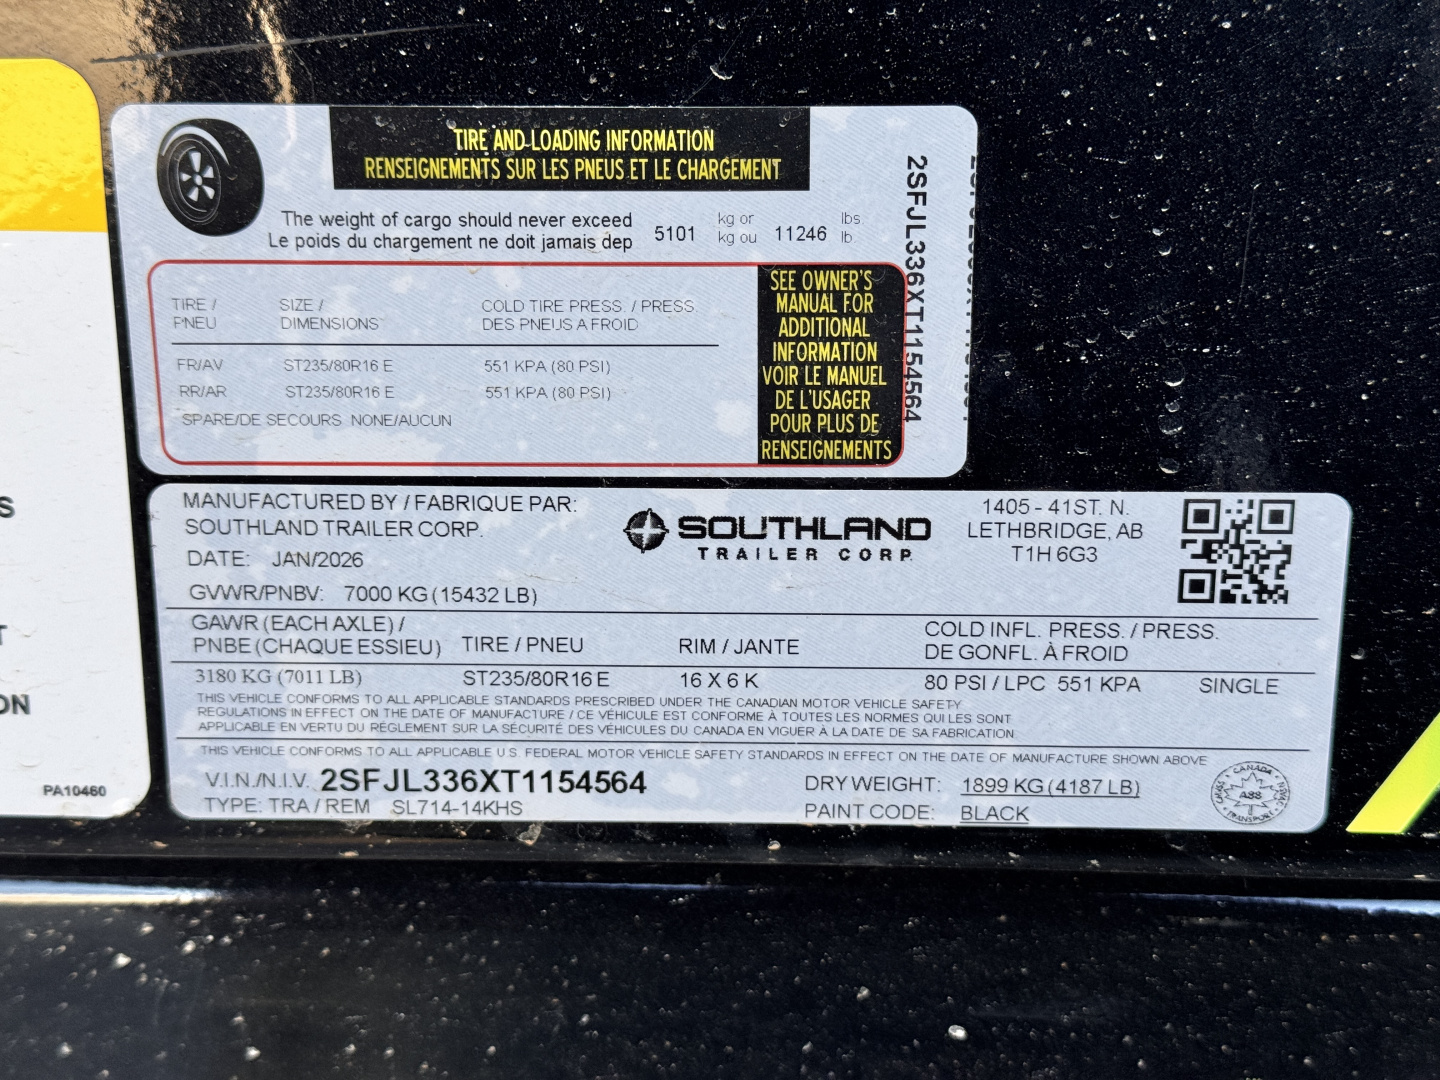 TIRE AND LOADING INFORMATION
RENSEIGNEMENTS SUR LES PNEUS ET LE CHARGEMENT
The weight of cargo should never exceed
Le poids du chargement ne doit jamais dep
5101 kg or kg ou 11246 lbs. lb.
TIRE / PNEU
SIZE / DIMENSIONS
COLD TIRE PRESS. / PRESS. DES PNEUS A FROID
FR/AV ST235/80R16 E 551 KPA (80 PSI)
RR/AR ST235/80R16 E 551 KPA (80 PSI)
SPARE/DE SECOURS NONE/AUCUN
SEE OWNER'S
MANUAL FOR
ADDITIONAL
INFORMATION
VOIR LE MANUEL
DE L'USAGER
POUR PLUS DE
RENSEIGNEMENTS
2SFJL336XT1154564
MANUFACTURED BY / FABRIQUE PAR:
SOUTHLAND TRAILER CORP.
DATE: JAN/2026
GVWR/PNBV: 7000 KG (15432 LB)
SOUTHLAND
TRAILER CORP.
1405 - 41ST. N.
LETHBRIDGE, AB
T1H 6G3
GAWR (EACH AXLE) /
PNBE (CHAQUE ESSIEU) TIRE / PNEU RIM / JANTE
COLD INFL. PRESS. / PRESS.
DE GONFL. À FROID
3180 KG (7011 LB) ST235/80R16 E 16 X 6 K 80 PSI / LPC 551 KPA SINGLE
THIS VEHICLE CONFORMS TO ALL APPLICABLE STANDARDS PRESCRIBED UNDER THE CANADIAN MOTOR VEHICLE SAFETY
REGULATIONS IN EFFECT ON THE DATE OF MANUFACTURE / CE VÉHICULE EST CONFORME À TOUTES LES NORMES QUI LES SONT
APPLICABLE EN VERTU DU RÉGLEMENT SUR LA SÉCURITÉ DES VÉHICULES DU CANADA EN VIGUER À LA DATE DE SA FABRICATION
THIS VEHICLE CONFORMS TO ALL APPLICABLE U.S. FEDERAL MOTOR VEHICLE SAFETY STANDARDS IN EFFECT ON THE DATE OF MANUFACTURE SHOWN ABOVE
V.I.N./N.I.V. 2SFJL336XT1154564
DRY WEIGHT: 1899 KG (4187 LB)
TYPE: TRA / REM SL714-14KHS
PAINT CODE: BLACK
CANADA
A88
TRANSPORT
S
T
ON
PA10460